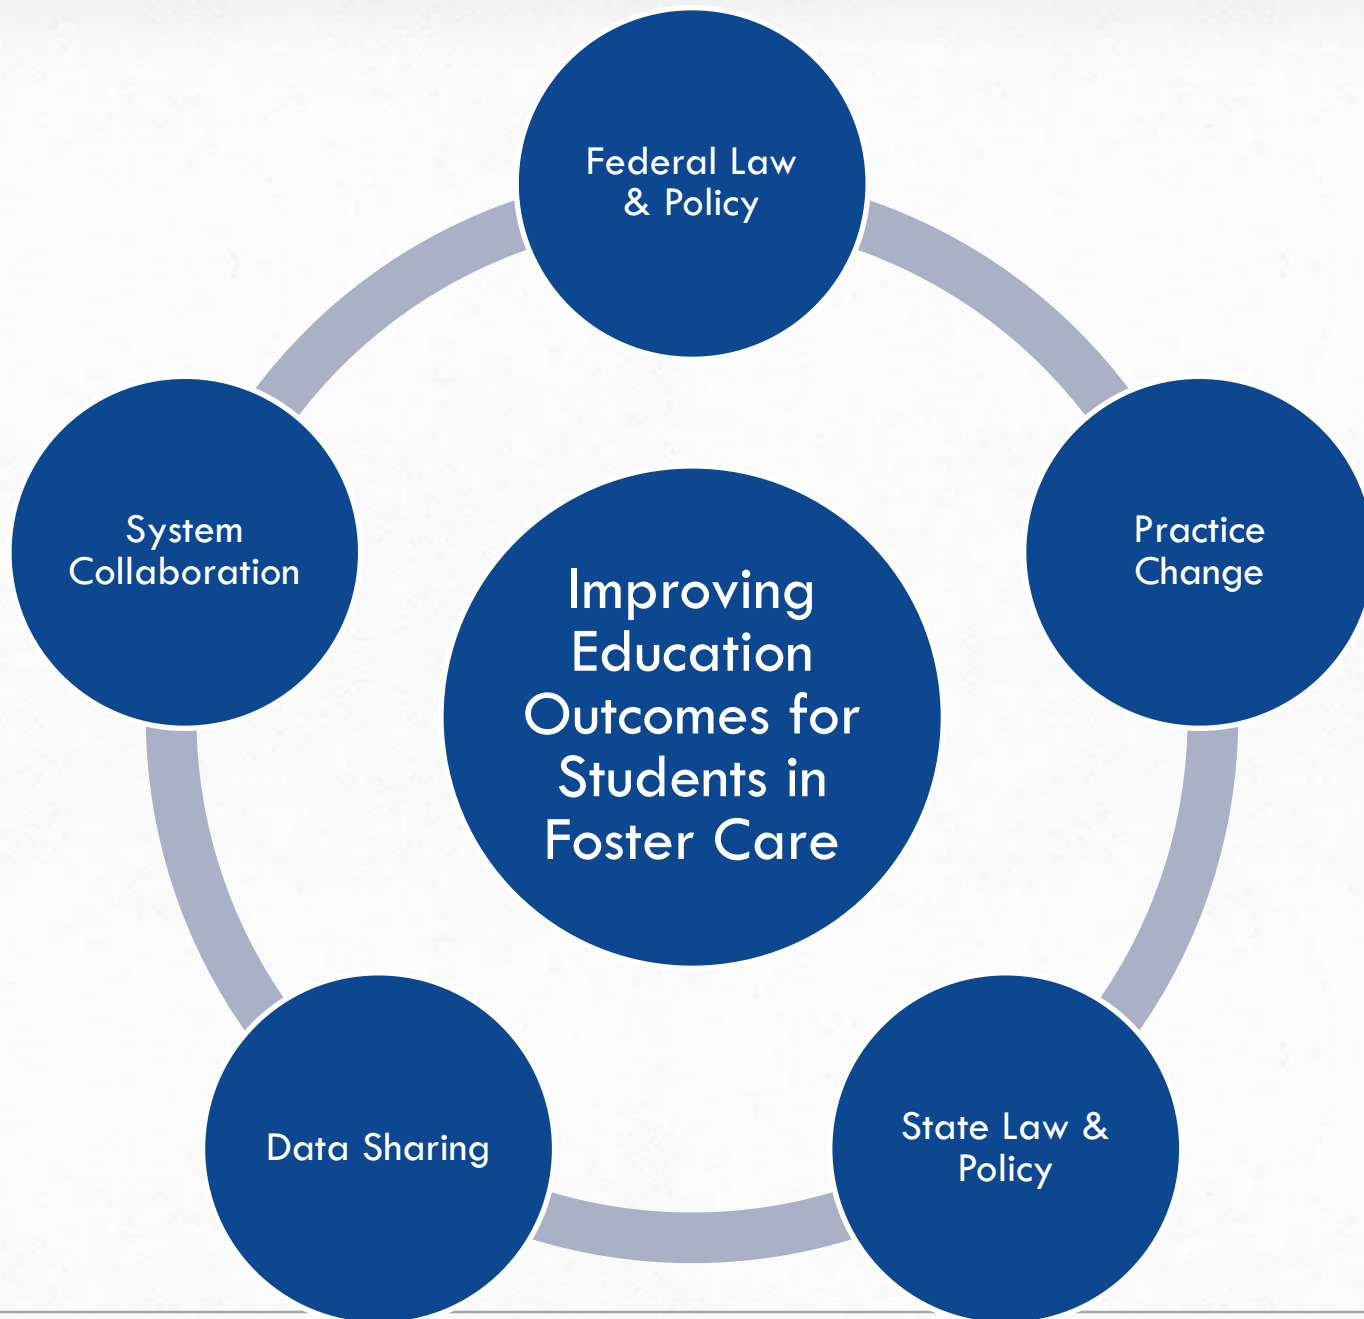 Federal Law
& Policy
Practice
Change
State Law &
Policy
Data Sharing
System
Collaboration
Improving
Education
Outcomes for
Students in
Foster Care